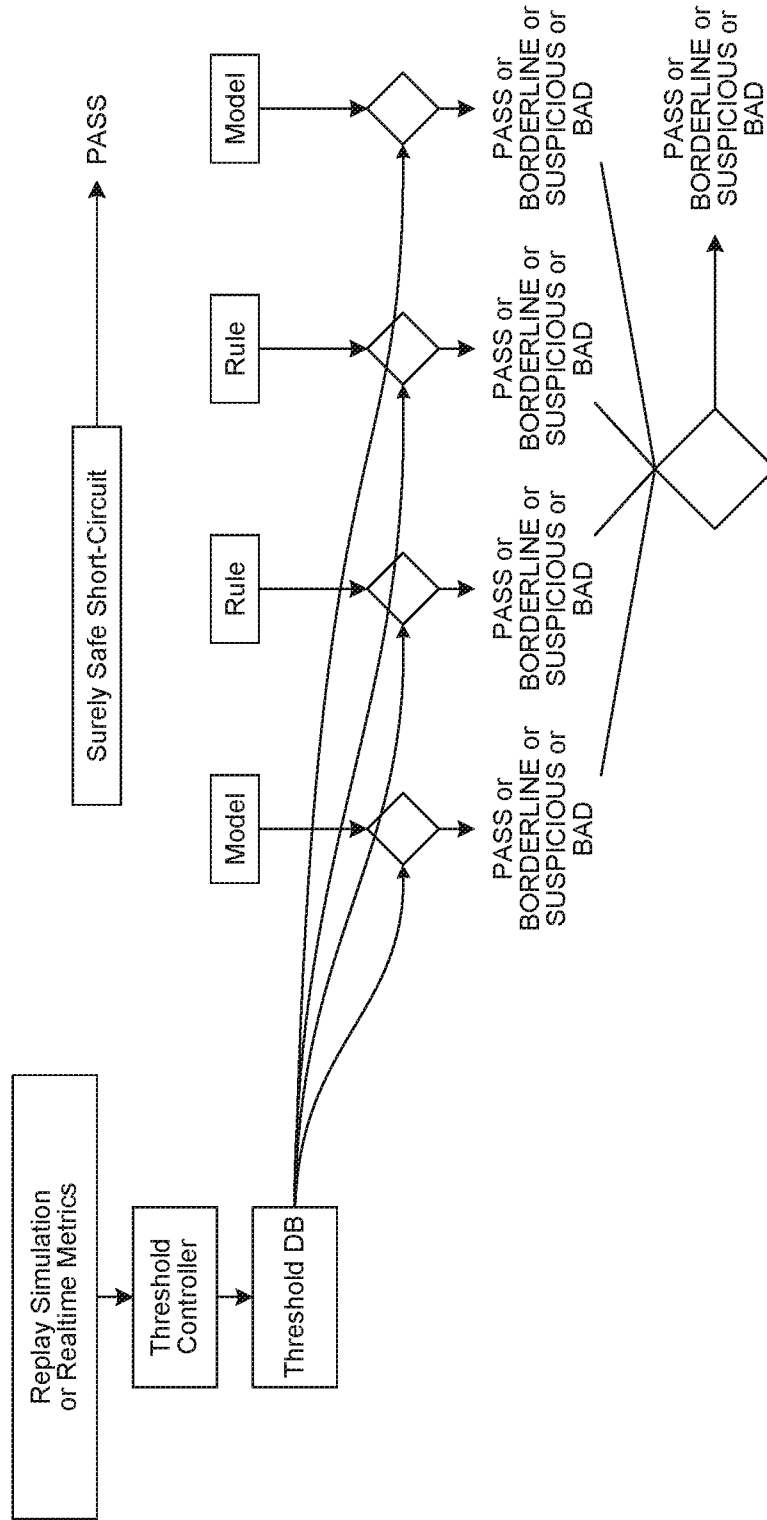 Replay Simulation
or Realtime Metrics
Threshold
Controller
Threshold DB
Surely Safe Short-Circuit
PASS
Model
Rule
Rule
Model
PASS or
BORDERLINE or
SUSPICIOUS or
BAD
PASS or
BORDERLINE or
SUSPICIOUS or
BAD
PASS or
BORDERLINE or
SUSPICIOUS or
BAD
PASS or
BORDERLINE or
SUSPICIOUS or
BAD
PASS or
BORDERLINE or
SUSPICIOUS or
BAD